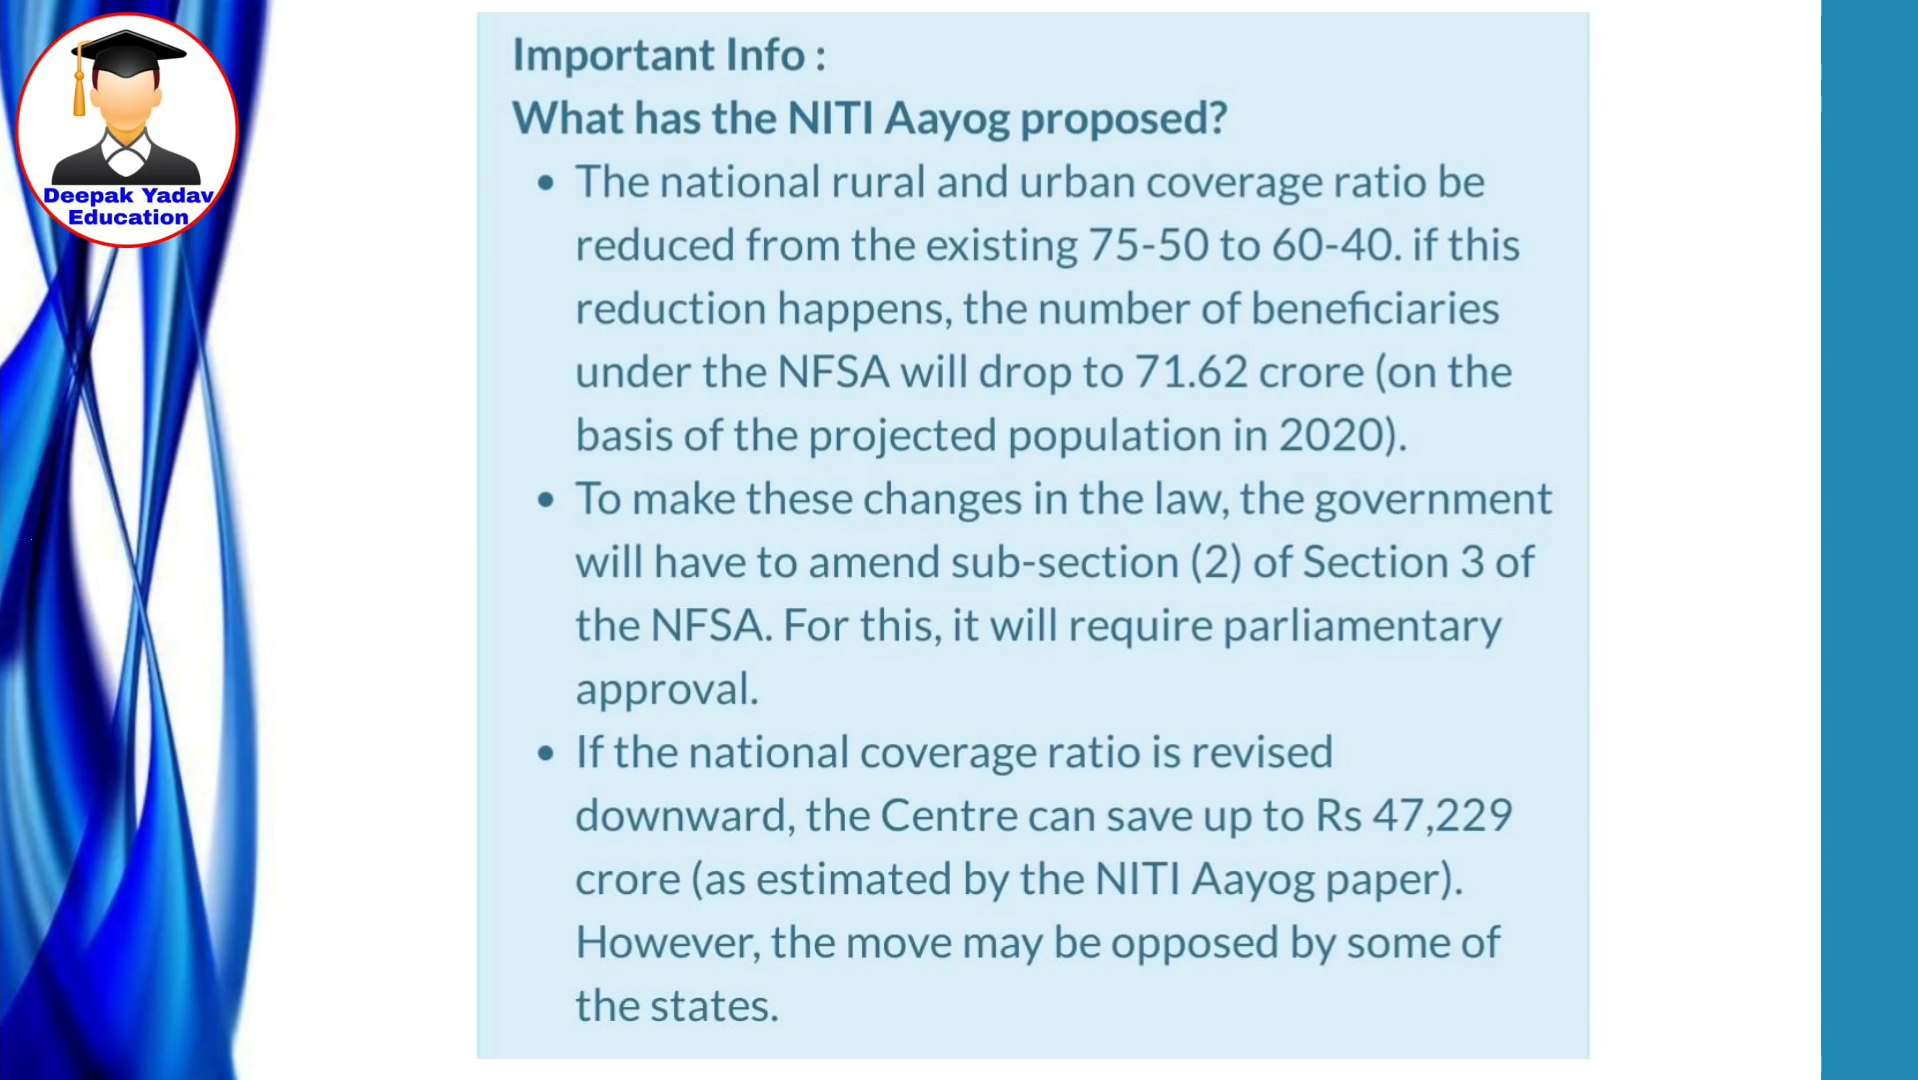 Deepak Yadav
Education
Important Info :
What has the NITI Aayog proposed?
• The national rural and urban coverage ratio be
reduced from the existing 75-50 to 60-40. if this
reduction happens, the number of beneficiaries
under the NFSA will drop to 71.62 crore (on the
basis of the projected population in 2020).
• To make these changes in the law, the government
will have to amend sub-section (2) of Section 3 of
the NFSA. For this, it will require parliamentary
approval.
• If the national coverage ratio is revised
downward, the Centre can save up to Rs 47,229
crore (as estimated by the NITI Aayog paper).
However, the move may be opposed by some of
the states.